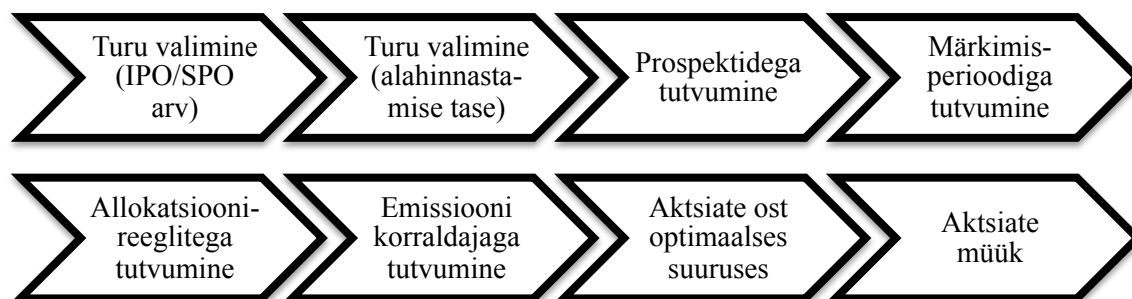 Turu valimine
(IPO/SPO
arv)
Turu valimine
(alahinnasta-
mise tase)
Prospektidega
tutvumine
Märkimis-
perioodiga
tutvumine
Allokatsiooni-
reeglitega
tutvumine
Emissiooni
korraldajaga
tutvumine
Aktsiate ost
optimaalses
suuruses
Aktsiate
müük